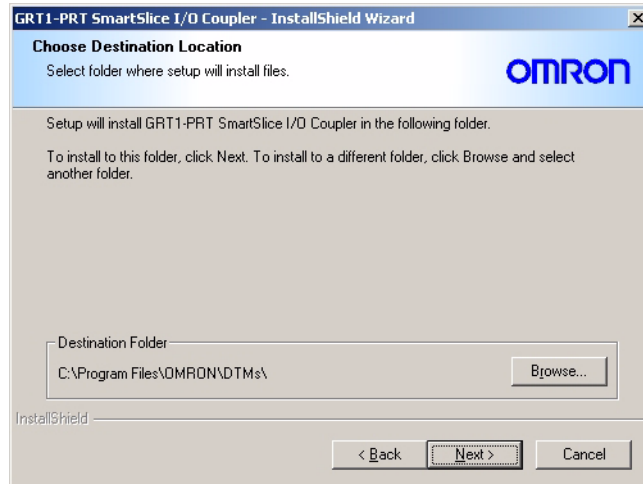 GRT1-PRT SmartSlice I/O Coupler - InstallShield Wizard
Choose Destination Location
Select folder where setup will install files.
OMRON
Setup will install GRT1-PRT SmartSlice I/O Coupler in the following folder.
To install to this folder, click Next. To install to a different folder, click Browse and select
another folder.
Destination Folder
C:\Program Files\OMRON\DTMs\
Browse...
InstallShield
< Back
Next >
Cancel